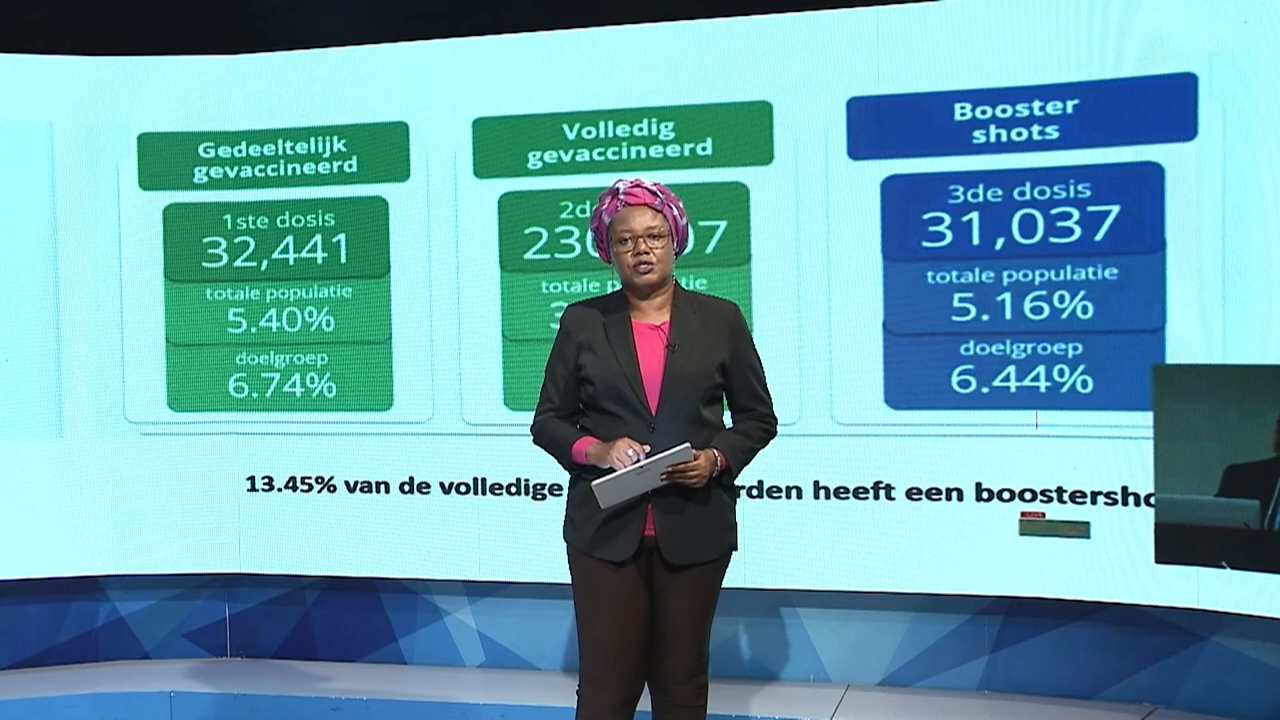 Gedeeltelijk
gevaccineerd
1ste dosis
32,441
totale populatie
5.40%
doelgroep
6.74%
Volledig
gevaccineerd
Booster
shots
3de dosis
31,037
totale populatie
5.16%
doelgroep
6.44%
13.45% van de volledige heeft een